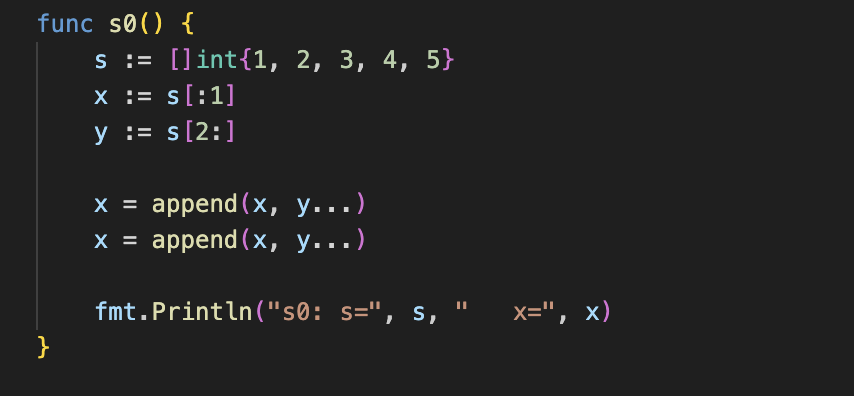 func s0() {
    s := []int{1, 2, 3, 4, 5}
    x := s[:1]
    y := s[2:]

    x = append(x, y...)
    x = append(x, y...)

    fmt.Println("s0: s=", s, "   x=", x)
}